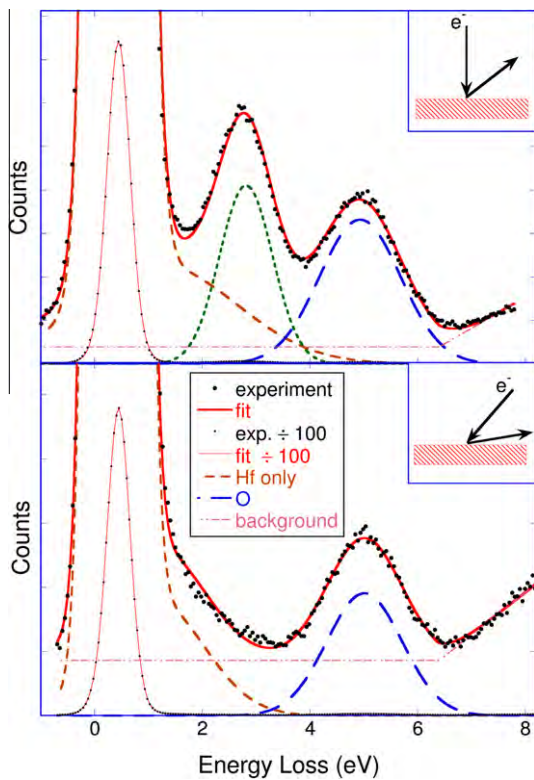 e-
Counts
experiment
fit
exp. ÷ 100
fit ÷ 100
Hf only
O
background
e-
Counts
0 2 4 6 8
Energy Loss (eV)